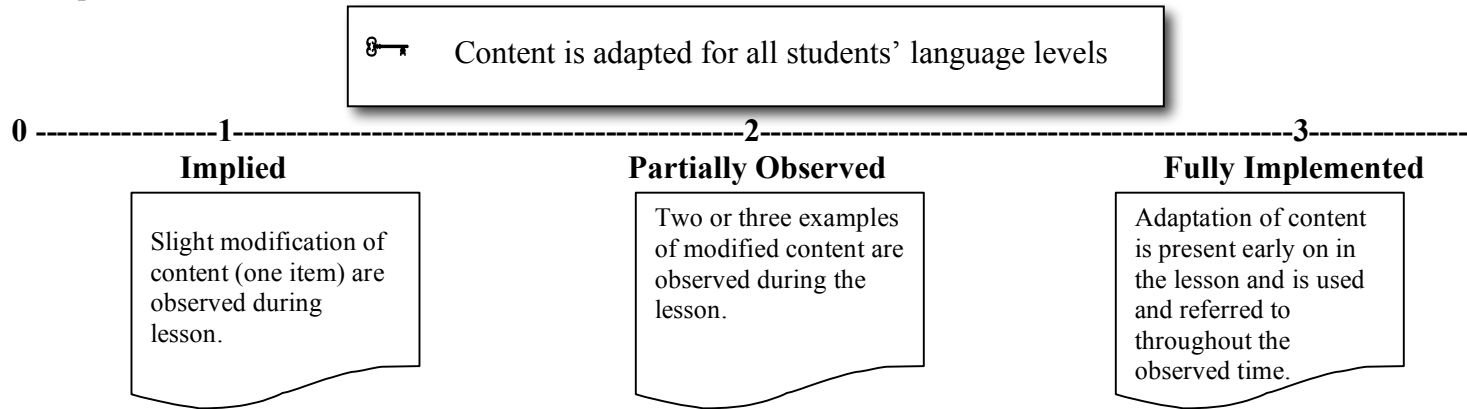 Content is adapted for all students’ language levels
0 -----------------1------------------------------------------------2--------------------------------------------------3---------------
Implied
Partially Observed
Fully Implemented
Slight modification of
content (one item) are
observed during
lesson.
Two or three examples
of modified content are
observed during the
lesson.
Adaptation of content
is present early on in
the lesson and is used
and referred to
throughout the
observed time.